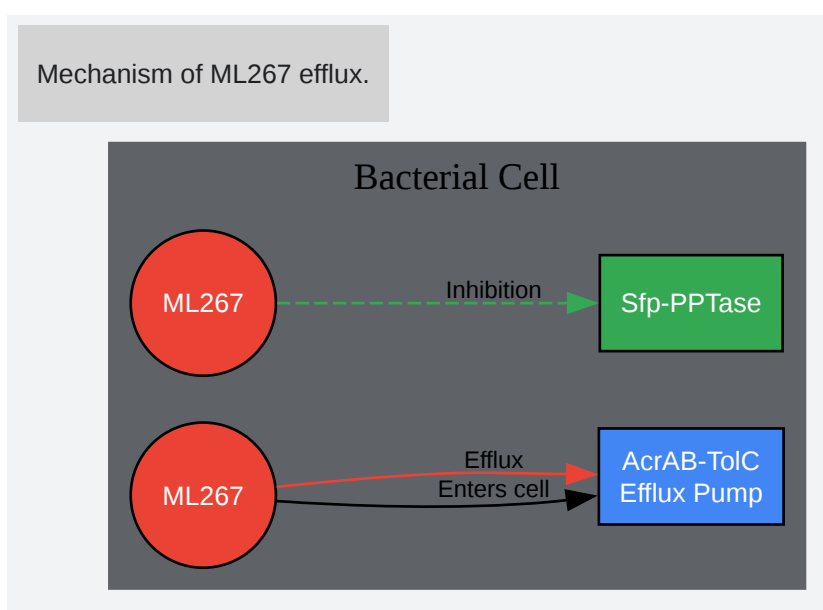 Mechanism of ML267 efflux.
Bacterial Cell
ML267
Inhibition
Sfp-PPTase
ML267
Efflux
Enters cell
AcrAB-TolC
Efflux Pump